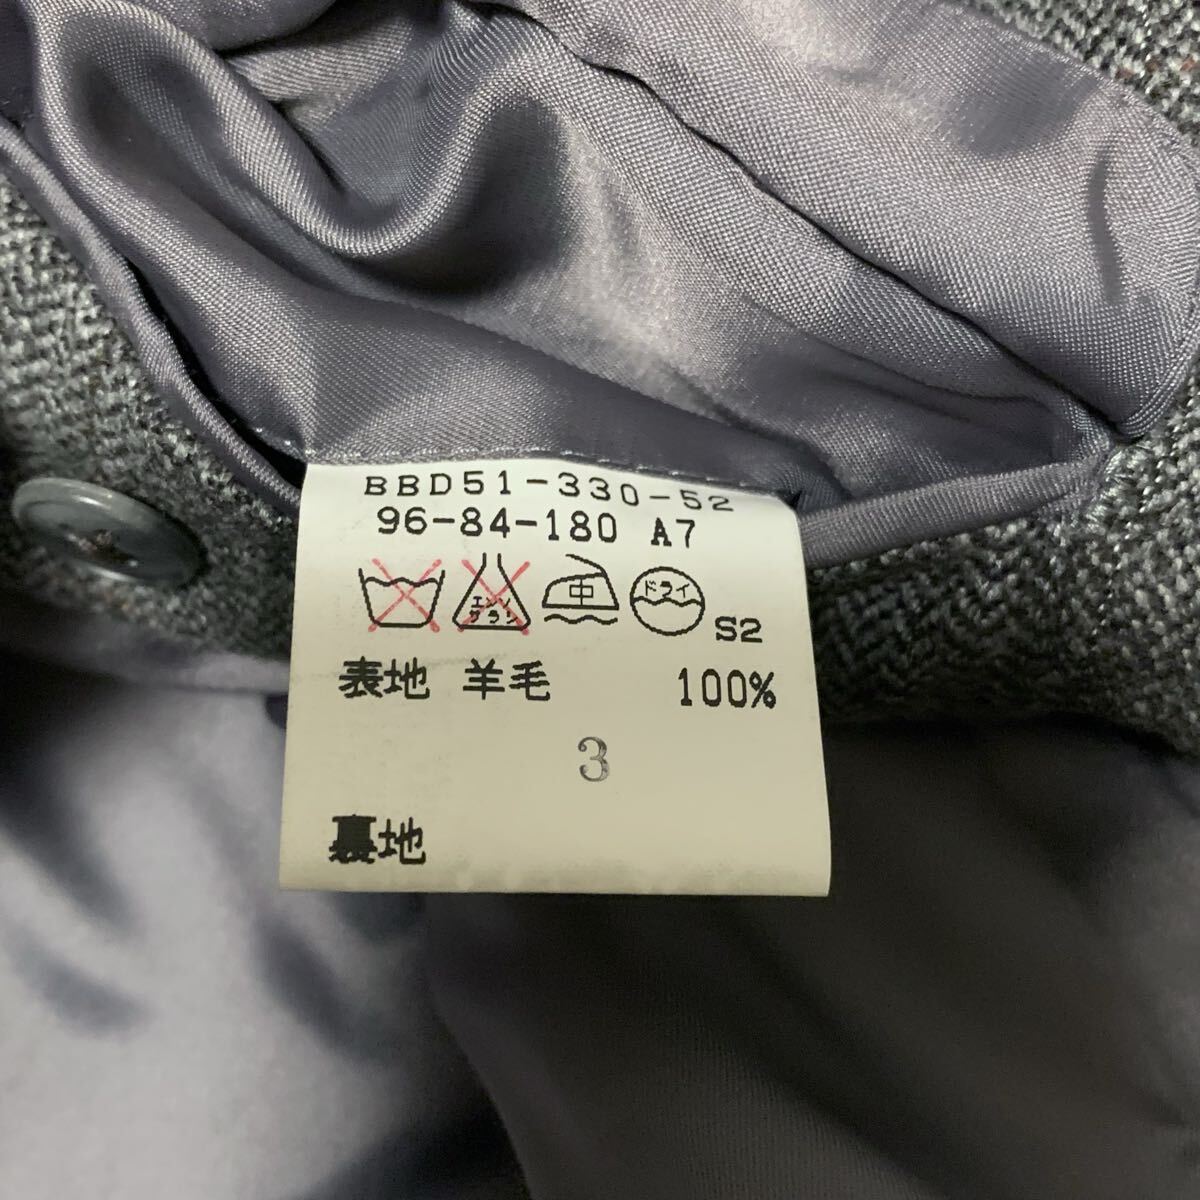 BBD51-330-52
96-84-180 A7
エンソ サラシ 中 ドライ
S2
表地 羊毛 100%
3
裏地